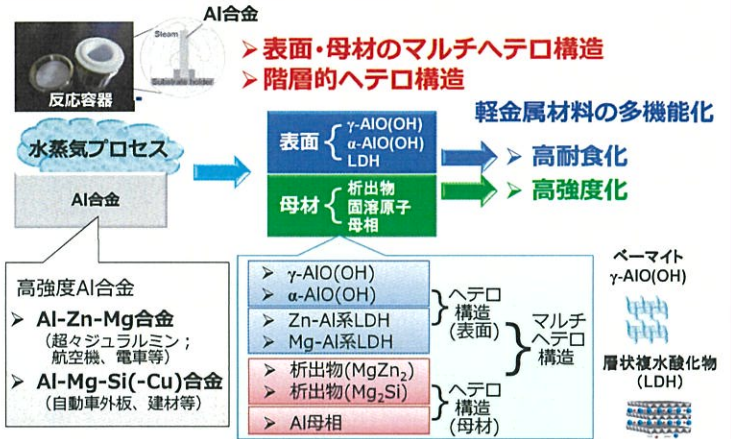 Al合金
Steam
Substrate holder
反応容器
➢ 表面・母材のマルチヘテロ構造
➢ 階層的ヘテロ構造
水蒸気プロセス
Al合金
表面
γ-AlO(OH)
α-AlO(OH)
LDH
母材
析出物
固溶原子
母相
軽金属材料の多機能化
➢ 高耐食化
➢ 高強度化
高強度Al合金
➢ Al-Zn-Mg合金
(超々ジュラルミン;
航空機、電車等)
➢ Al-Mg-Si(-Cu)合金
(自動車外板、建材等)
➢ γ-AlO(OH)
➢ α-AlO(OH)
➢ Zn-Al系LDH
➢ Mg-Al系LDH
ヘテロ
構造
(表面)
➢ 析出物(MgZn₂)
➢ 析出物(Mg₂Si)
➢ Al母相
ヘテロ
構造
(母材)
マルチ
ヘテロ
構造
ベーマイト
γ-AlO(OH)
層状複水酸化物
(LDH)